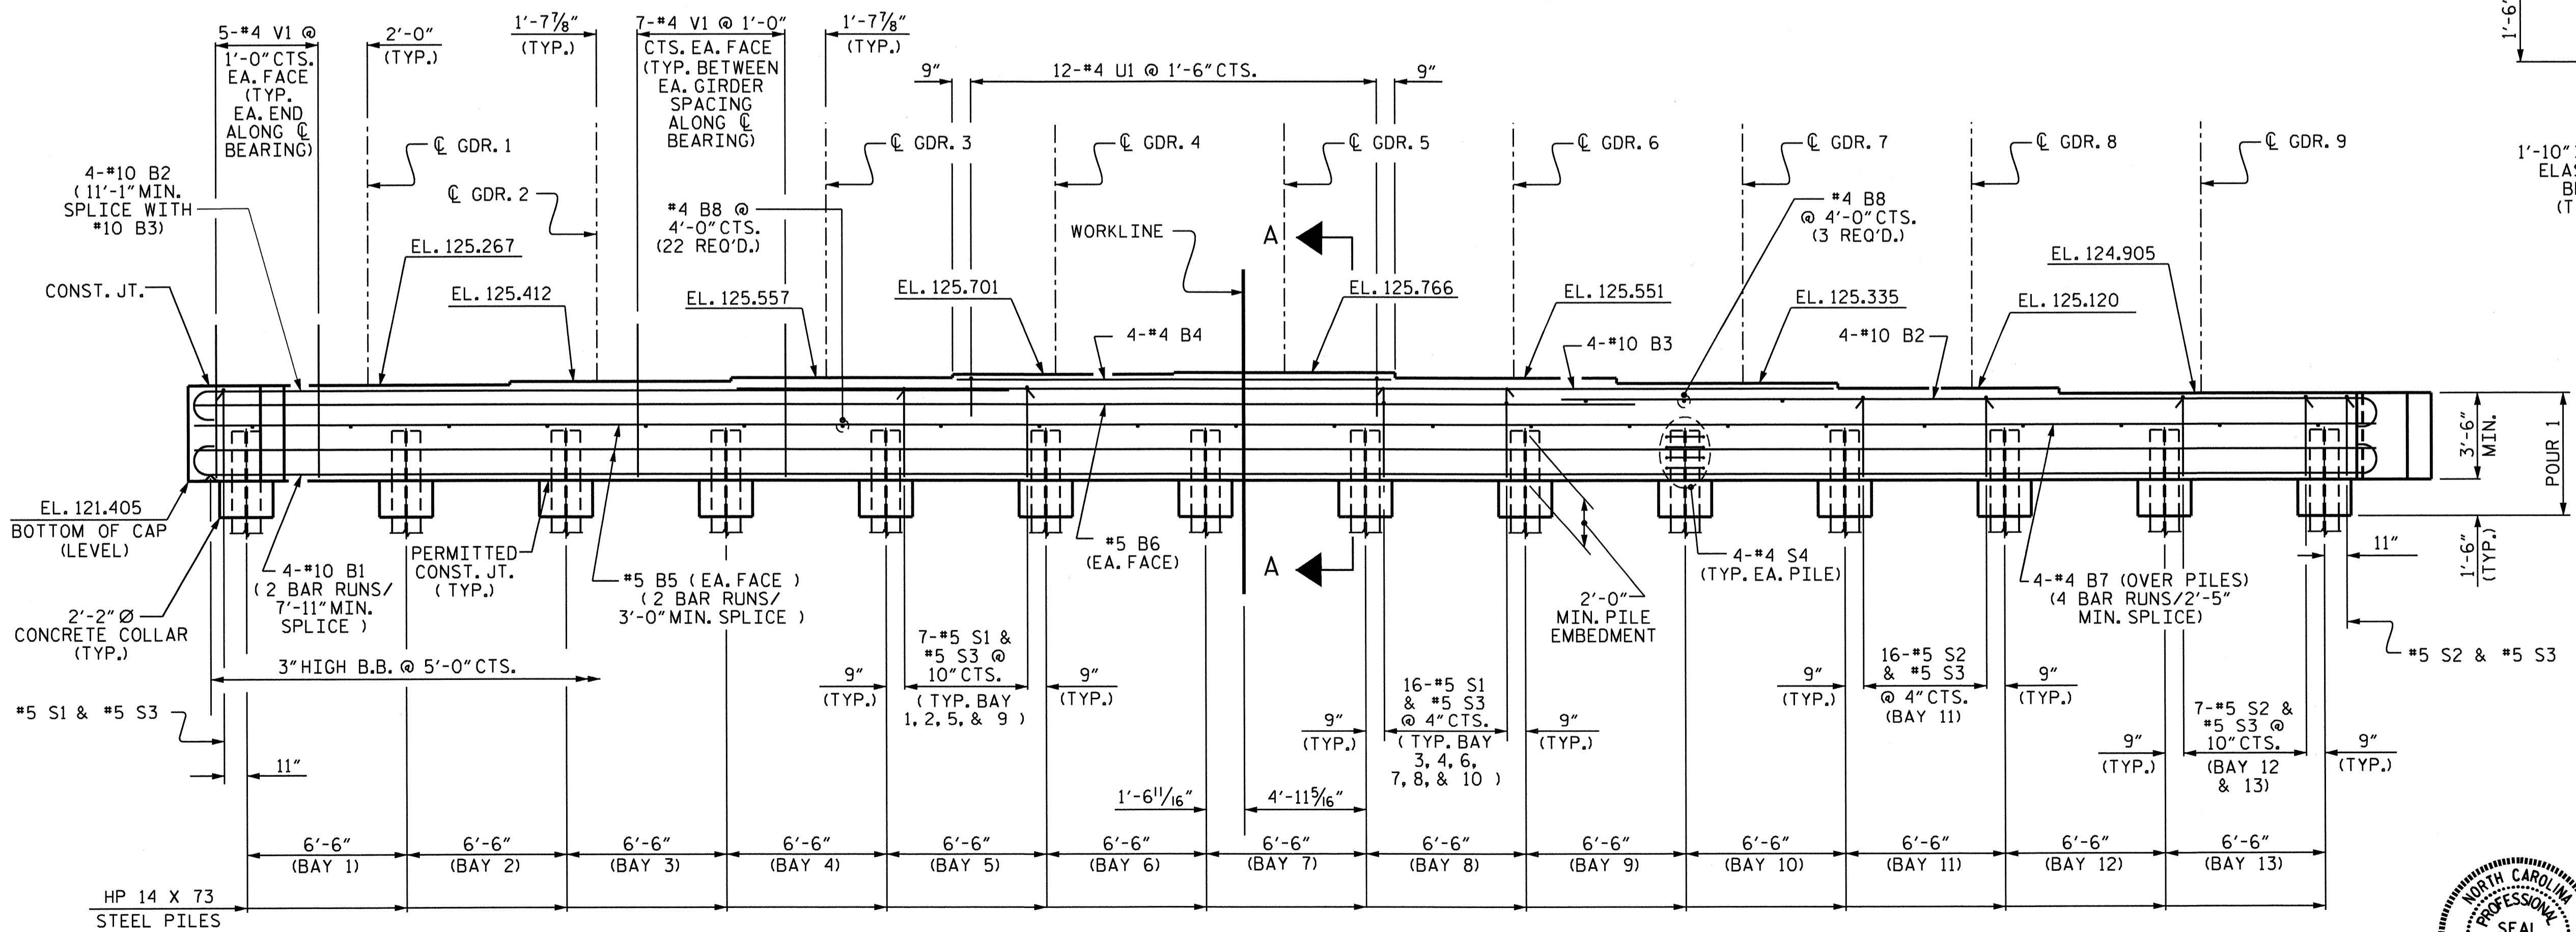 5-#4 V1 @
1'-0" CTS.
EA. FACE
(TYP.
EA. END
ALONG ℄
BEARING)
2'-0"
(TYP.)
1'-7⅞"
(TYP.)
7-#4 V1 @ 1'-0"
CTS. EA. FACE
(TYP. BETWEEN
EA. GIRDER
SPACING
ALONG ℄
BEARING)
1'-7⅞"
(TYP.)
9"
12-#4 U1 @ 1'-6" CTS.
9"
1'-6"
℄ GDR. 1
℄ GDR. 2
℄ GDR. 3
℄ GDR. 4
℄ GDR. 5
℄ GDR. 6
℄ GDR. 7
℄ GDR. 8
℄ GDR. 9
1'-10"
4-#10 B2
(11'-1" MIN.
SPLICE WITH
#10 B3)
#4 B8 @
4'-0" CTS.
(22 REQ'D.)
WORKLINE
A
#4 B8
@ 4'-0" CTS.
(3 REQ'D.)
CONST. JT.
EL. 125.267
EL. 125.412
EL. 125.557
EL. 125.701
EL. 125.766
EL. 125.551
EL. 125.335
EL. 125.120
EL. 124.905
4-#4 B4
4-#10 B3
4-#10 B2
3'-6"
MIN.
POUR 1
1'-6"
(TYP.)
EL. 121.405
BOTTOM OF CAP
(LEVEL)
2'-2" Ø
CONCRETE COLLAR
(TYP.)
4-#10 B1
(2 BAR RUNS/
7'-11" MIN.
SPLICE )
PERMITTED
CONST. JT.
(TYP.)
#5 B5 (EA. FACE )
(2 BAR RUNS/
3'-0" MIN. SPLICE )
#5 B6
(EA. FACE)
A
2'-0"
MIN. PILE
EMBEDMENT
4-#4 S4
(TYP. EA. PILE)
4-#4 B7 (OVER PILES)
(4 BAR RUNS/2'-5"
MIN. SPLICE)
11"
#5 S2 & #5 S3
3" HIGH B.B. @ 5'-0" CTS.
#5 S1 & #5 S3
11"
9"
(TYP.)
7-#5 S1 &
#5 S3 @
10" CTS.
( TYP. BAY
1, 2, 5, & 9 )
9"
(TYP.)
9"
(TYP.)
16-#5 S1
& #5 S3
@ 4" CTS.
( TYP. BAY
3, 4, 6,
7, 8, & 10 )
9"
(TYP.)
9"
(TYP.)
16-#5 S2
& #5 S3
@ 4" CTS.
(BAY 11)
9"
(TYP.)
9"
(TYP.)
7-#5 S2 &
#5 S3 @
10" CTS.
(BAY 12
& 13)
9"
(TYP.)
1'-6 11/16"
4'-11 5/16"
6'-6"
(BAY 1)
6'-6"
(BAY 2)
6'-6"
(BAY 3)
6'-6"
(BAY 4)
6'-6"
(BAY 5)
6'-6"
(BAY 6)
6'-6"
(BAY 7)
6'-6"
(BAY 8)
6'-6"
(BAY 9)
6'-6"
(BAY 10)
6'-6"
(BAY 11)
6'-6"
(BAY 12)
6'-6"
(BAY 13)
HP 14 X 73
STEEL PILES
NORTH CAROLINA
PROFESSIONAL
SEAL